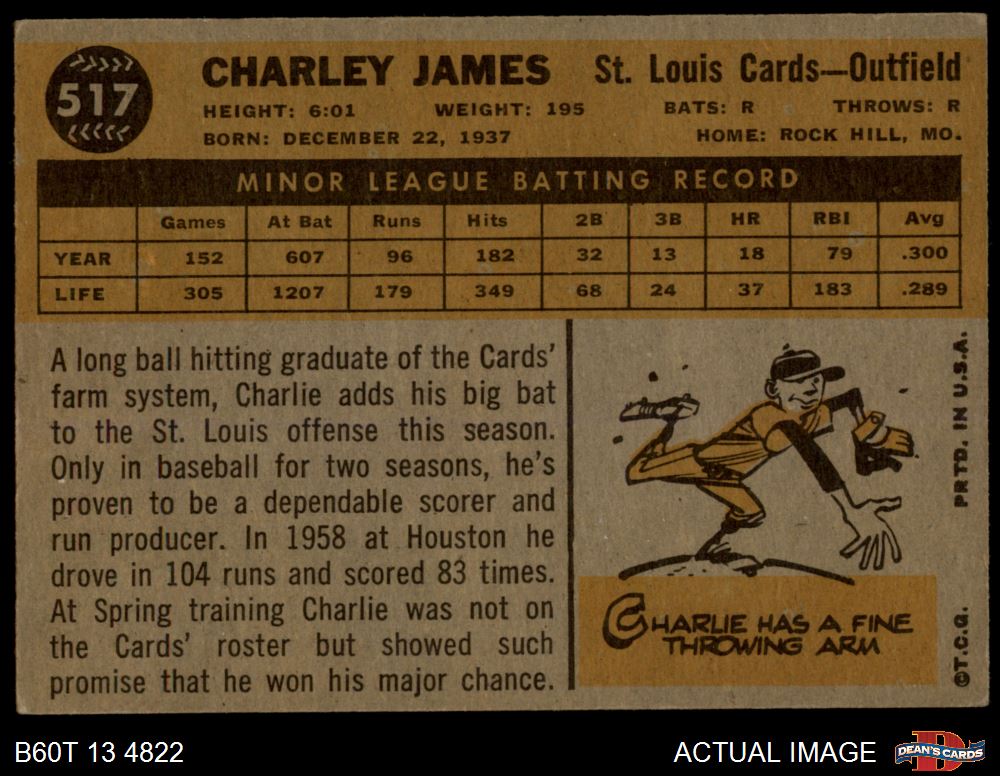 517
CHARLEY JAMES St. Louis Cards—Outfield
HEIGHT: 6:01 WEIGHT: 195 BATS: R THROWS: R
BORN: DECEMBER 22, 1937 HOME: ROCK HILL, MO.
MINOR LEAGUE BATTING RECORD
Games At Bat Runs Hits 2B 3B HR RBI Avg
YEAR 152 607 96 182 32 13 18 79 .300
LIFE 305 1207 179 349 68 24 37 183 .289
A long ball hitting graduate of the Cards'
farm system, Charlie adds his big bat
to the St. Louis offense this season.
Only in baseball for two seasons, he's
proven to be a dependable scorer and
run producer. In 1958 at Houston he
drove in 104 runs and scored 83 times.
At Spring training Charlie was not on
the Cards' roster but showed such
promise that he won his major chance.
CHARLIE HAS A FINE
THROWING ARM
©T.C.G. PRTD. IN U.S.A.
B60T 13 4822 ACTUAL IMAGE
D
DEAN'S CARDS